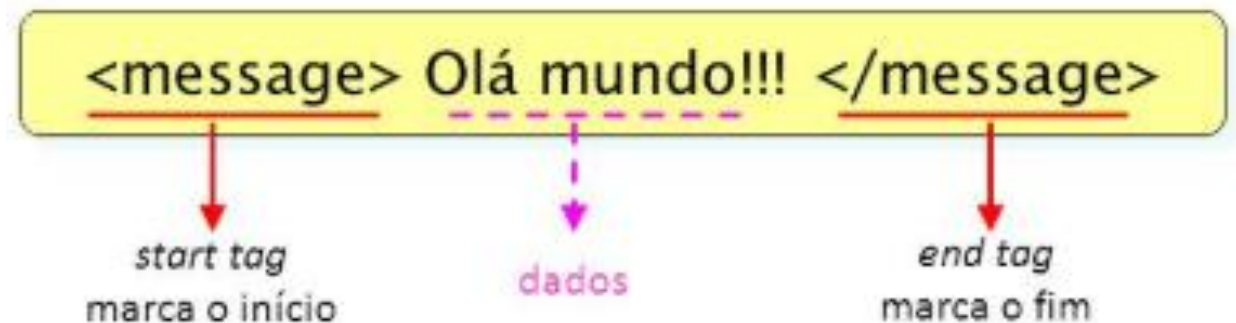 <message> Olá mundo!!! </message>
start tag
marca o início
dados
end tag
marca o fim